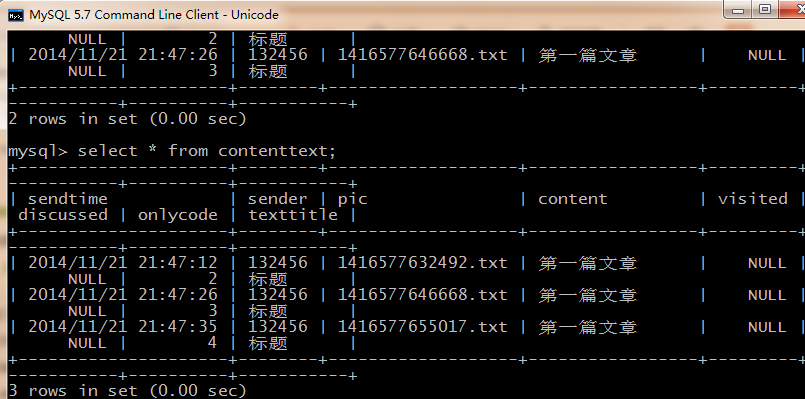 MySQL 5.7 Command Line Client - Unicode
NULL | 2 | 标题 |
| 2014/11/21 21:47:26 | 132456 | 1416577646668.txt | 第一篇文章 | NULL |
NULL | 3 | 标题 |
+---------------------+--------+-------------------+---------------+---------+
-----------+----------+-----------+
2 rows in set (0.00 sec)
mysql> select * from contenttext;
+---------------------+--------+-------------------+---------------+---------+
-----------+----------+-----------+
| sendtime | sender | pic | content | visited |
discussed | onlycode | texttitle |
+---------------------+--------+-------------------+---------------+---------+
-----------+----------+-----------+
| 2014/11/21 21:47:12 | 132456 | 1416577632492.txt | 第一篇文章 | NULL |
NULL | 2 | 标题 |
| 2014/11/21 21:47:26 | 132456 | 1416577646668.txt | 第一篇文章 | NULL |
NULL | 3 | 标题 |
| 2014/11/21 21:47:35 | 132456 | 1416577655017.txt | 第一篇文章 | NULL |
NULL | 4 | 标题 |
+---------------------+--------+-------------------+---------------+---------+
-----------+----------+-----------+
3 rows in set (0.00 sec)